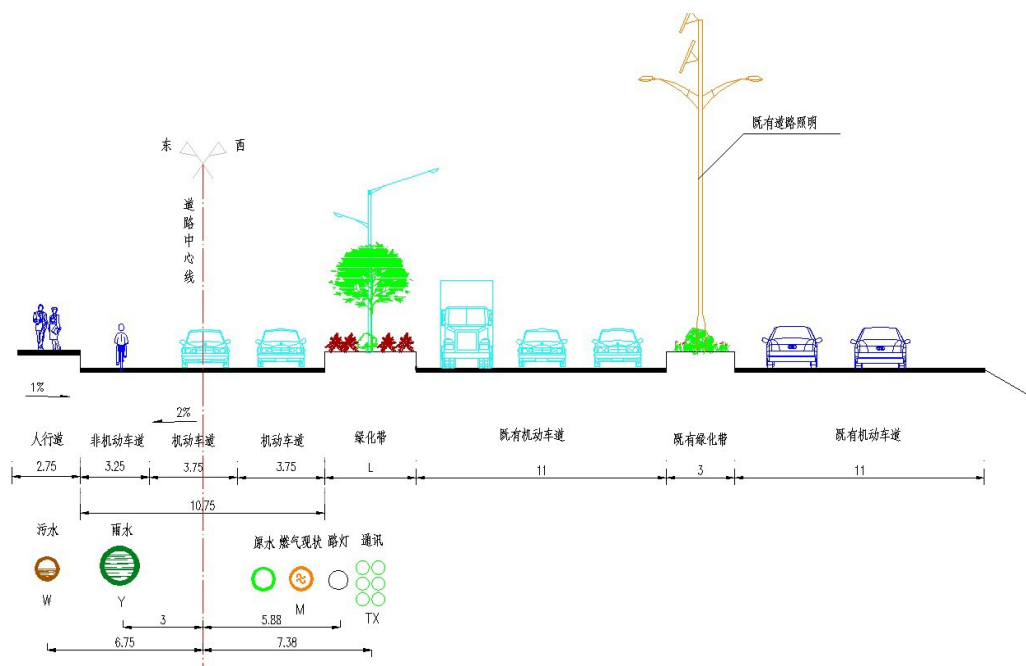 既有道路照明
东 西
道路中心线
1%
2%
人行道 非机动车道 机动车道 机动车道 绿化带 既有机动车道 既有绿化带 既有机动车道
2.75 3.25 3.75 3.75 L 11 3 11
10.75
污水 雨水 原水 燃气现状 路灯 通讯
W Y M TX
3 5.88
6.75 7.38